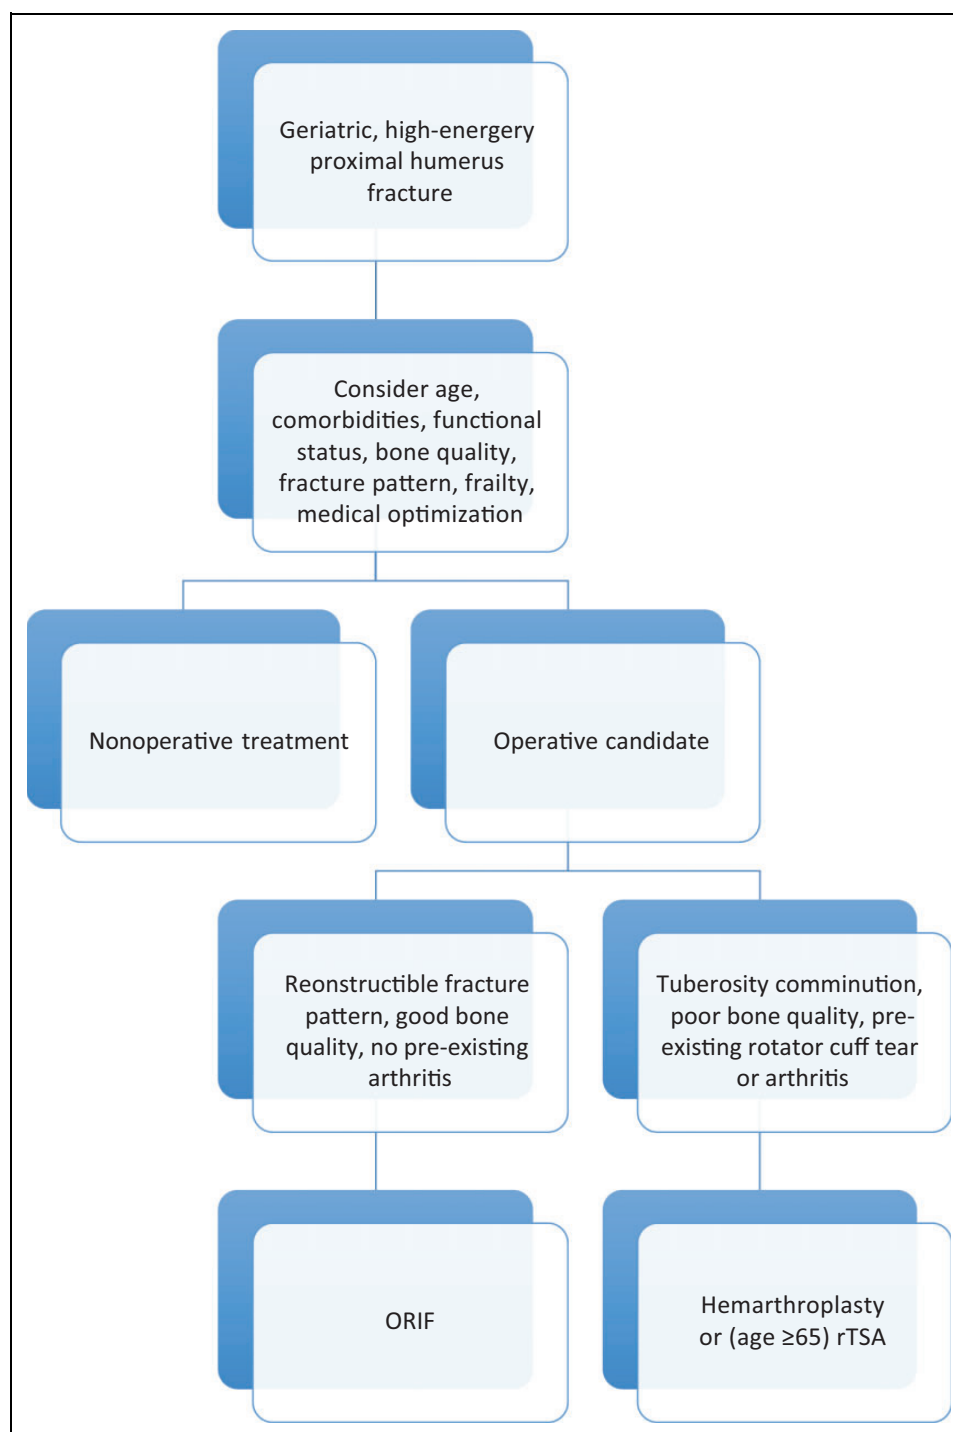 Geriatric, high-energery
proximal humerus
fracture
Consider age,
comorbidities, functional
status, bone quality,
fracture pattern, frailty,
medical optimization
Nonoperative treatment
Operative candidate
Reonstructible fracture
pattern, good bone
quality, no pre-existing
arthritis
Tuberosity comminution,
poor bone quality, pre-
existing rotator cuff tear
or arthritis
ORIF
Hemarthroplasty
or (age ≥65) rTSA